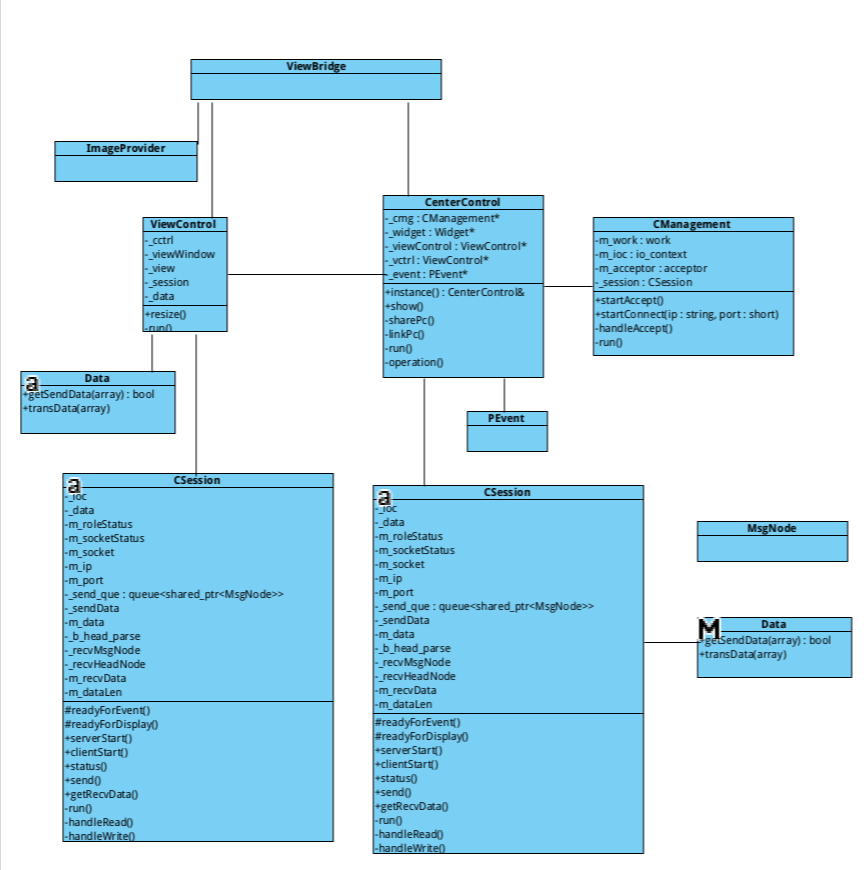 ViewBridge
ImageProvider
ViewControl
-_cctrl
-_viewWindow
-_view
-_session
-_data
+resize()
-run()
CenterControl
-_cmg : CManagement*
-_widget : Widget*
-_viewControl : ViewControl*
-_vctrl : ViewControl*
-_event : PEvent*
+instance() : CenterControl&
+show()
-sharePc()
-linkPc()
-run()
-operation()
CManagement
-m_work : work
-m_ioc : io_context
-m_acceptor : acceptor
-_session : CSession
+startAccept()
+startConnect(ip : string, port : short)
-handleAccept()
-run()
a
Data
+getSendData(array) : bool
+transData(array)
PEvent
a
CSession
-_ioc
-_data
-m_roleStatus
-m_socketStatus
-m_socket
-m_ip
-m_port
-_send_que : queue<shared_ptr<MsgNode>>
-_sendData
-m_data
-_b_head_parse
-_recvMsgNode
-_recvHeadNode
-m_recvData
-m_dataLen
#readyForEvent()
#readyForDisplay()
+serverStart()
+clientStart()
+status()
+send()
+getRecvData()
-run()
-handleRead()
-handleWrite()
a
CSession
-_ioc
-_data
-m_roleStatus
-m_socketStatus
-m_socket
-m_ip
-m_port
-_send_que : queue<shared_ptr<MsgNode>>
-_sendData
-m_data
-_b_head_parse
-_recvMsgNode
-_recvHeadNode
-m_recvData
-m_dataLen
#readyForEvent()
#readyForDisplay()
+serverStart()
+clientStart()
+status()
+send()
+getRecvData()
-run()
-handleRead()
-handleWrite()
MsgNode
M
Data
+getSendData(array) : bool
+transData(array)